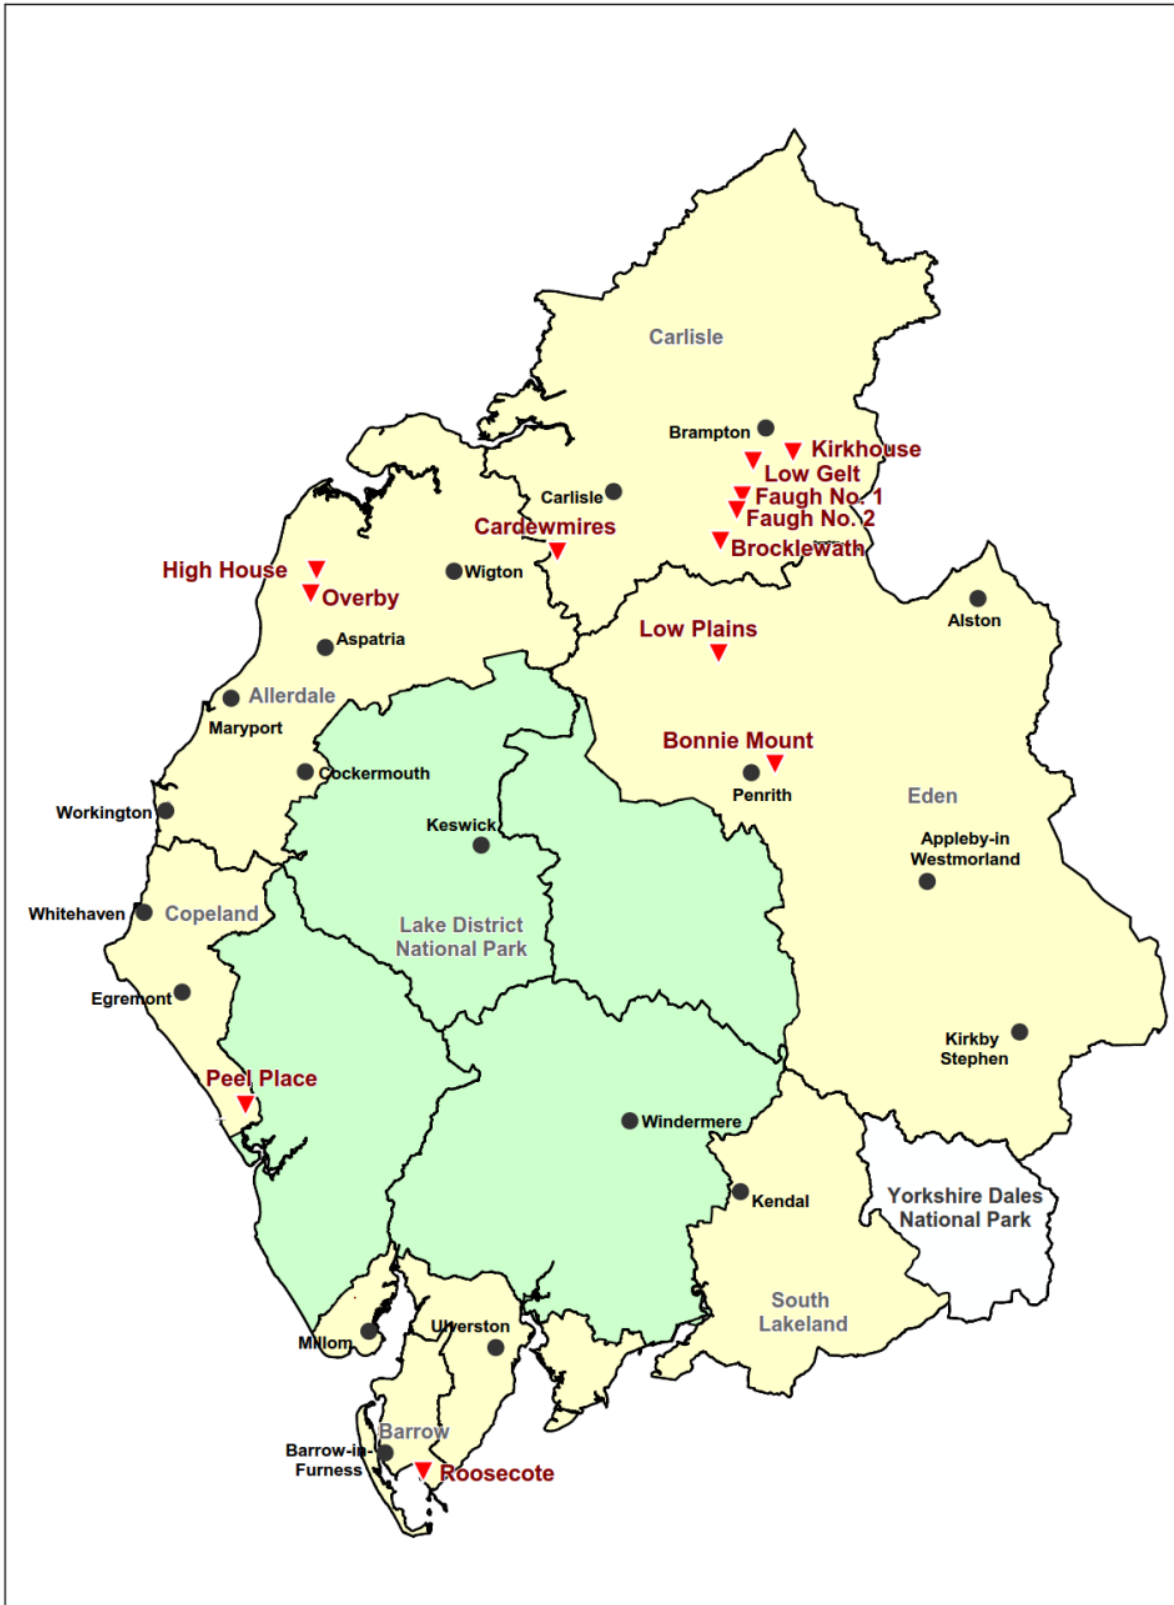 Carlisle
Brampton
Kirkhouse
Low Gelt
Carlisle
Faugh No. 1
Faugh No. 2
Cardewmires
Brocklewath
High House
Wigton
Overby
Alston
Low Plains
Aspatria
Allerdale
Maryport
Bonnie Mount
Cockermouth
Penrith
Eden
Workington
Keswick
Appleby-in
Westmorland
Whitehaven
Copeland
Lake District
National Park
Egremont
Kirkby
Stephen
Peel Place
Windermere
Kendal
Yorkshire Dales
National Park
South
Lakeland
Ulverston
Millom
Barrow
Barrow-in-
Furness
Roosecote